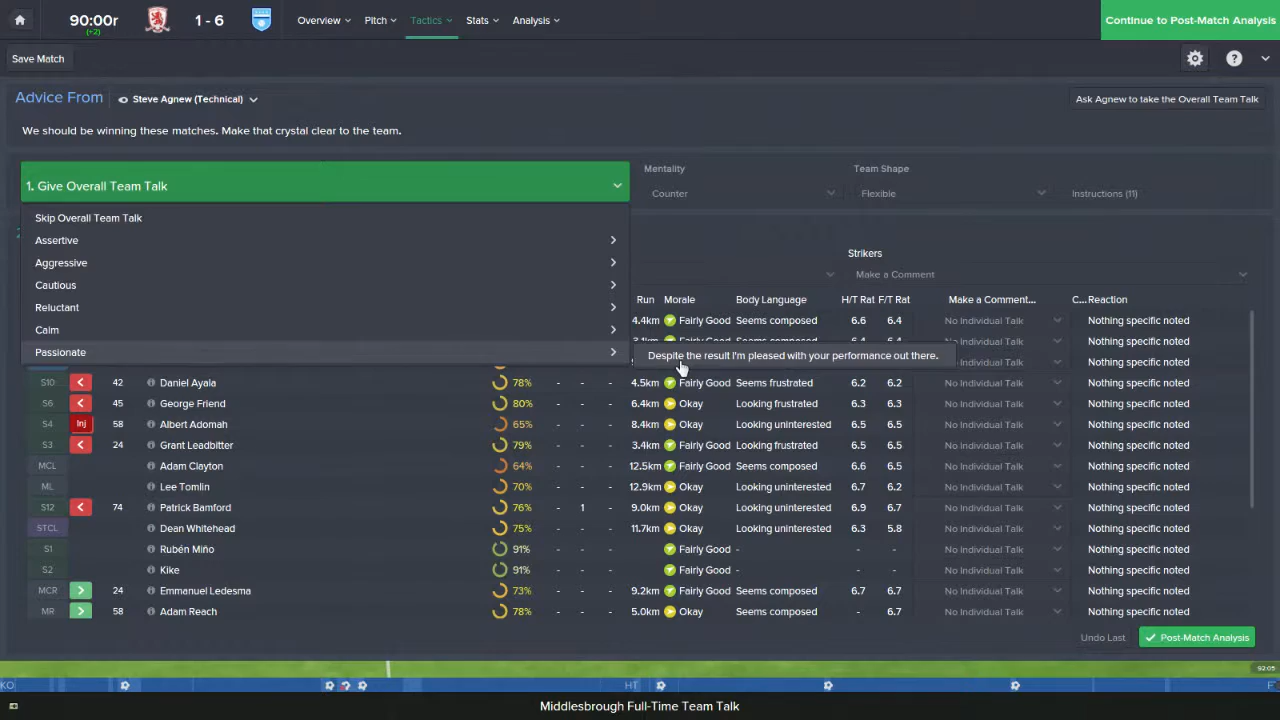 90:00r
(+2)
1 - 6
Overview
Pitch
Tactics
Stats
Analysis
Continue to Post-Match Analysis
Save Match
?
Advice From
Steve Agnew (Technical)
Ask Agnew to take the Overall Team Talk
We should be winning these matches. Make that crystal clear to the team.
1. Give Overall Team Talk
Mentality
Counter
Team Shape
Flexible
Instructions (11)
Skip Overall Team Talk
Assertive
Aggressive
Cautious
Reluctant
Calm
Passionate
Despite the result I'm pleased with your performance out there.
Strikers
Make a Comment
Run Morale Body Language H/T Rat F/T Rat Make a Comment... C... Reaction
4.4km Fairly Good Seems composed 6.6 6.4 No Individual Talk Nothing specific noted
No Individual Talk Nothing specific noted
No Individual Talk Nothing specific noted
S10 42 Daniel Ayala 78% - - - 4.5km Fairly Good Seems frustrated 6.2 6.2 No Individual Talk Nothing specific noted
S6 45 George Friend 80% - - - 6.4km Okay Looking frustrated 6.3 6.3 No Individual Talk Nothing specific noted
S4 Inj 58 Albert Adomah 65% - - - 8.4km Okay Looking uninterested 6.5 6.5 No Individual Talk Nothing specific noted
S3 24 Grant Leadbitter 79% - - - 3.4km Fairly Good Looking frustrated 6.5 6.5 No Individual Talk Nothing specific noted
MCL Adam Clayton 64% - - - 12.5km Fairly Good Seems composed 6.6 6.5 No Individual Talk Nothing specific noted
ML Lee Tomlin 70% - - - 12.9km Okay Looking uninterested 6.7 6.2 No Individual Talk Nothing specific noted
S12 74 Patrick Bamford 76% - 1 - 9.0km Okay Looking uninterested 6.9 6.7 No Individual Talk Nothing specific noted
STCL Dean Whitehead 75% - - - 11.7km Okay Looking uninterested 6.3 5.8 No Individual Talk Nothing specific noted
S1 Rubén Miño 91% Fairly Good - - - No Individual Talk Nothing specific noted
S2 Kike 91% Fairly Good - - - No Individual Talk Nothing specific noted
MCR 24 Emmanuel Ledesma 73% - - - 9.2km Fairly Good Seems composed 6.7 6.7 No Individual Talk Nothing specific noted
MR 58 Adam Reach 78% - - - 5.0km Okay Seems composed - 6.7 No Individual Talk Nothing specific noted
Undo Last
Post-Match Analysis
92:05
KO
HT
Middlesbrough Full-Time Team Talk